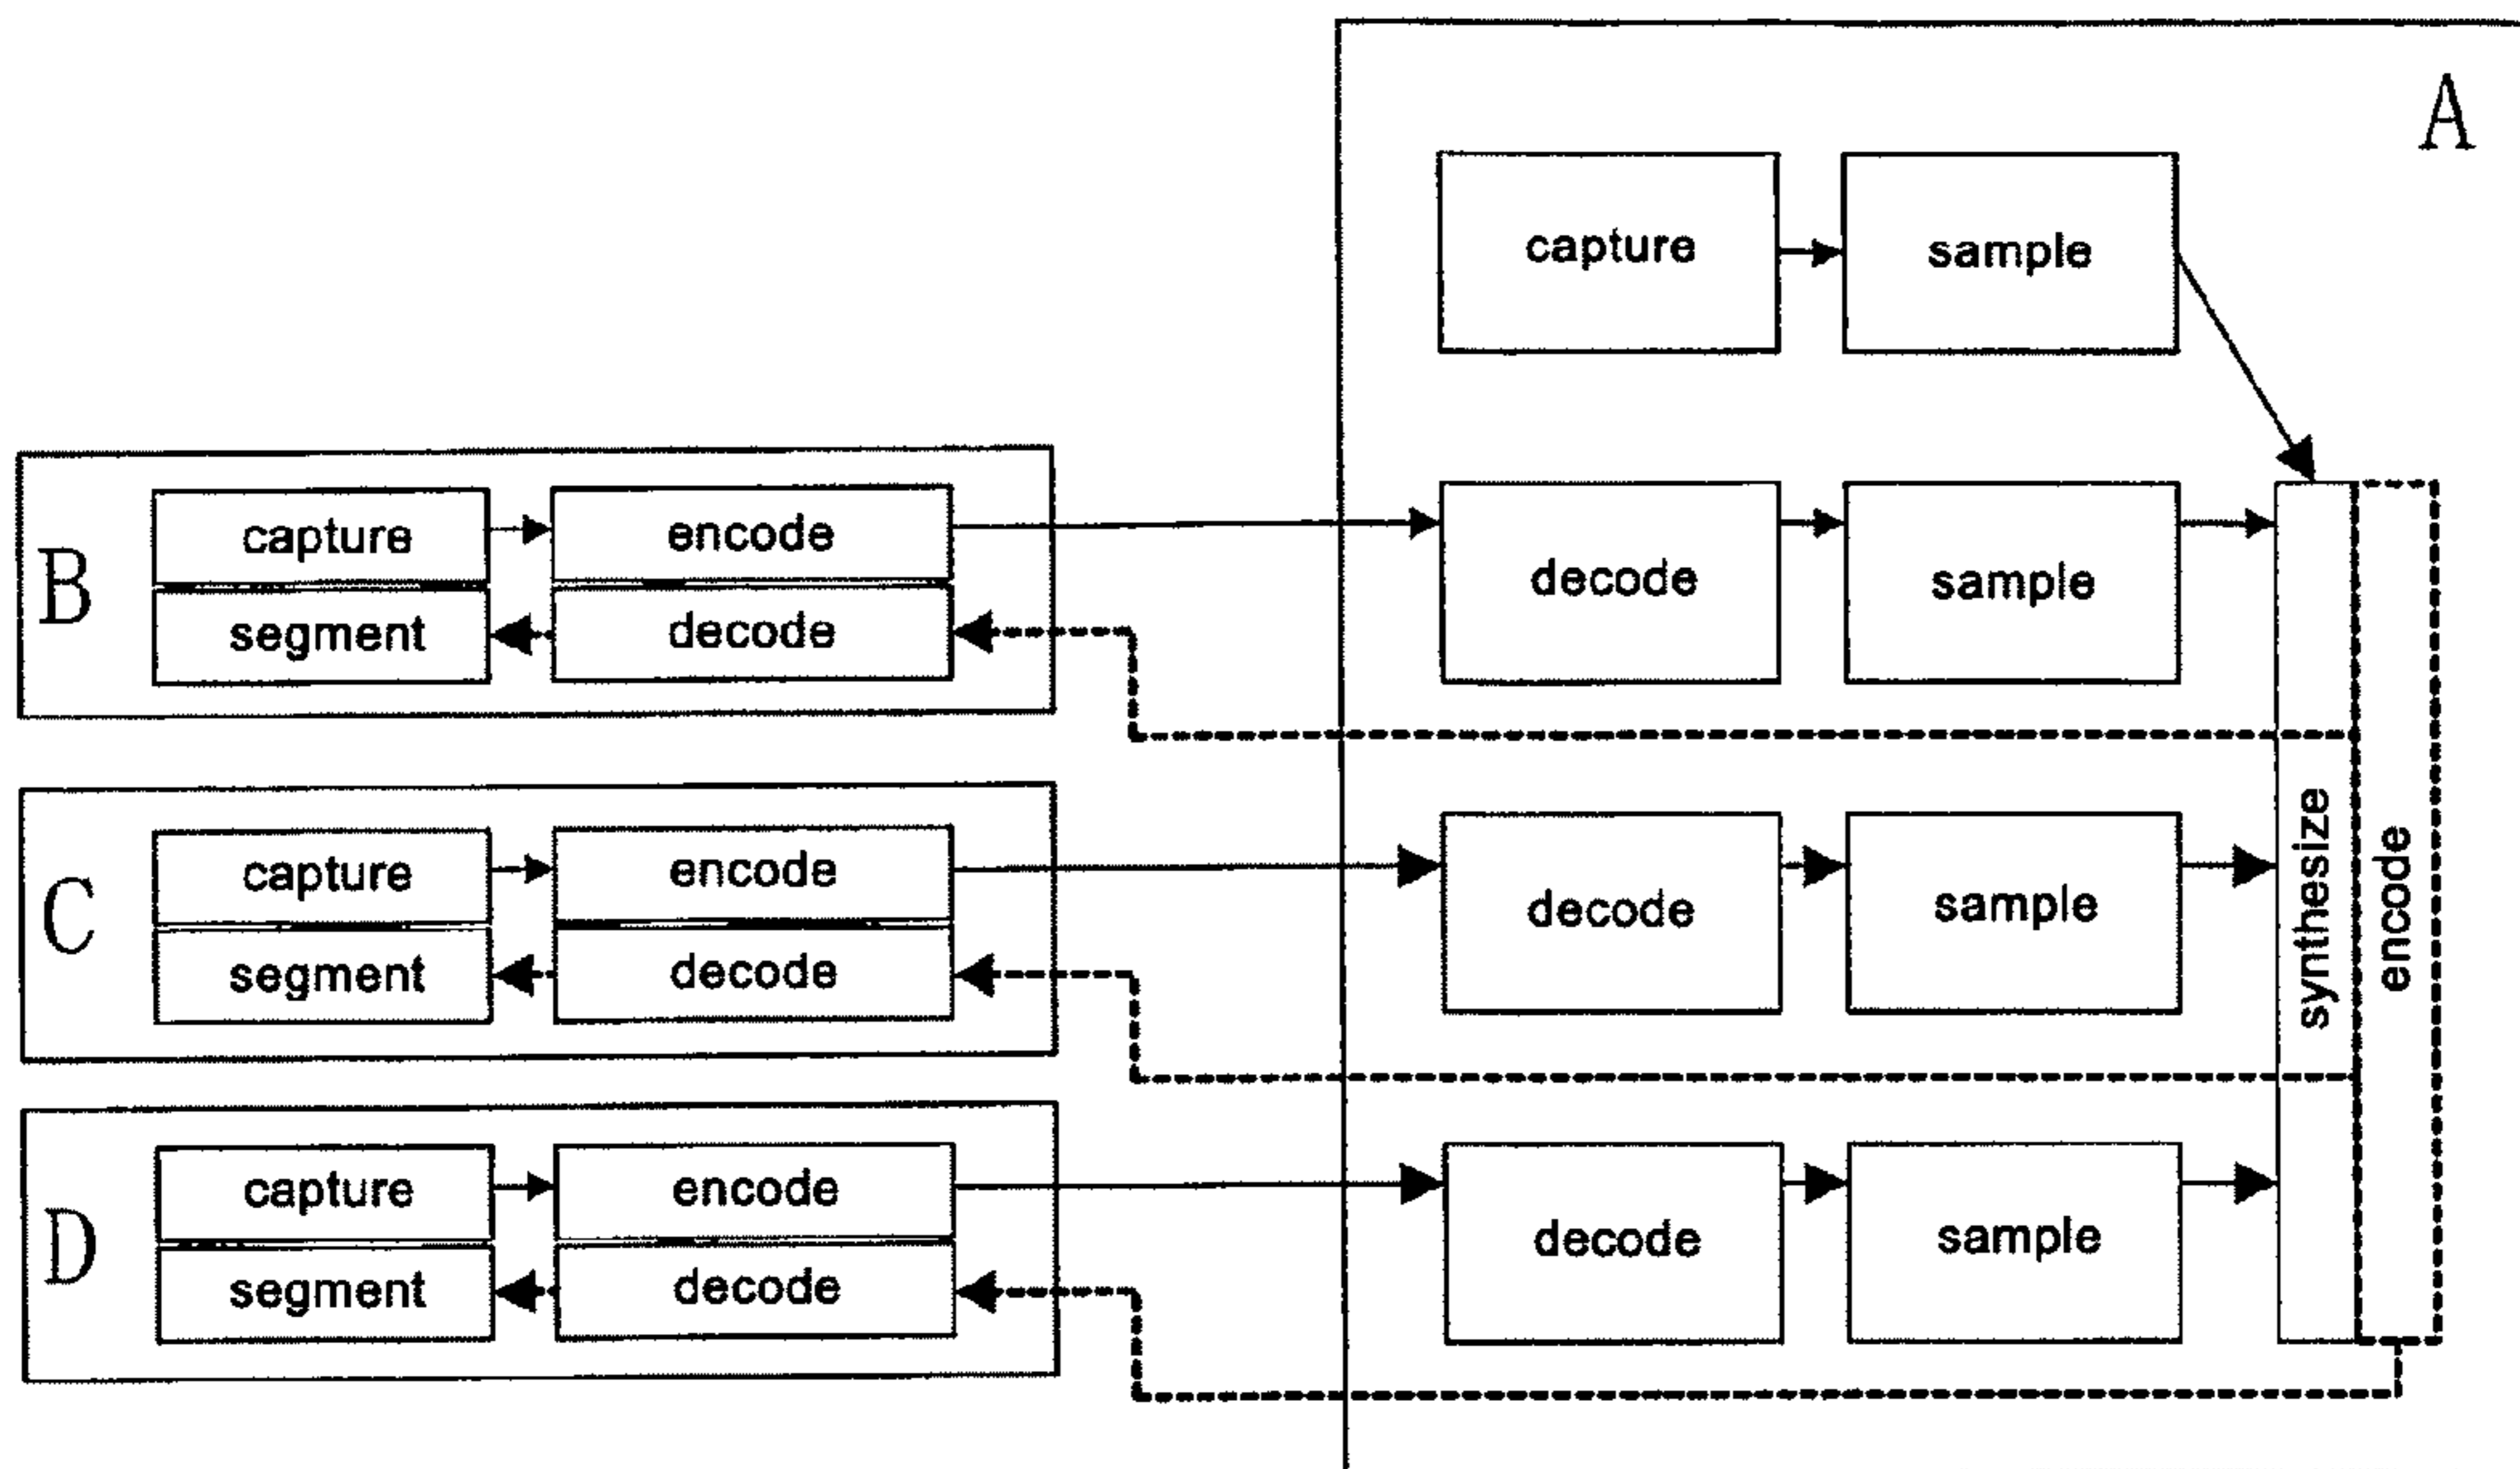 A
capture
sample
B
capture
encode
segment
decode
decode
sample
C
capture
encode
segment
decode
decode
sample
D
capture
encode
segment
decode
decode
sample
synthesize
encode